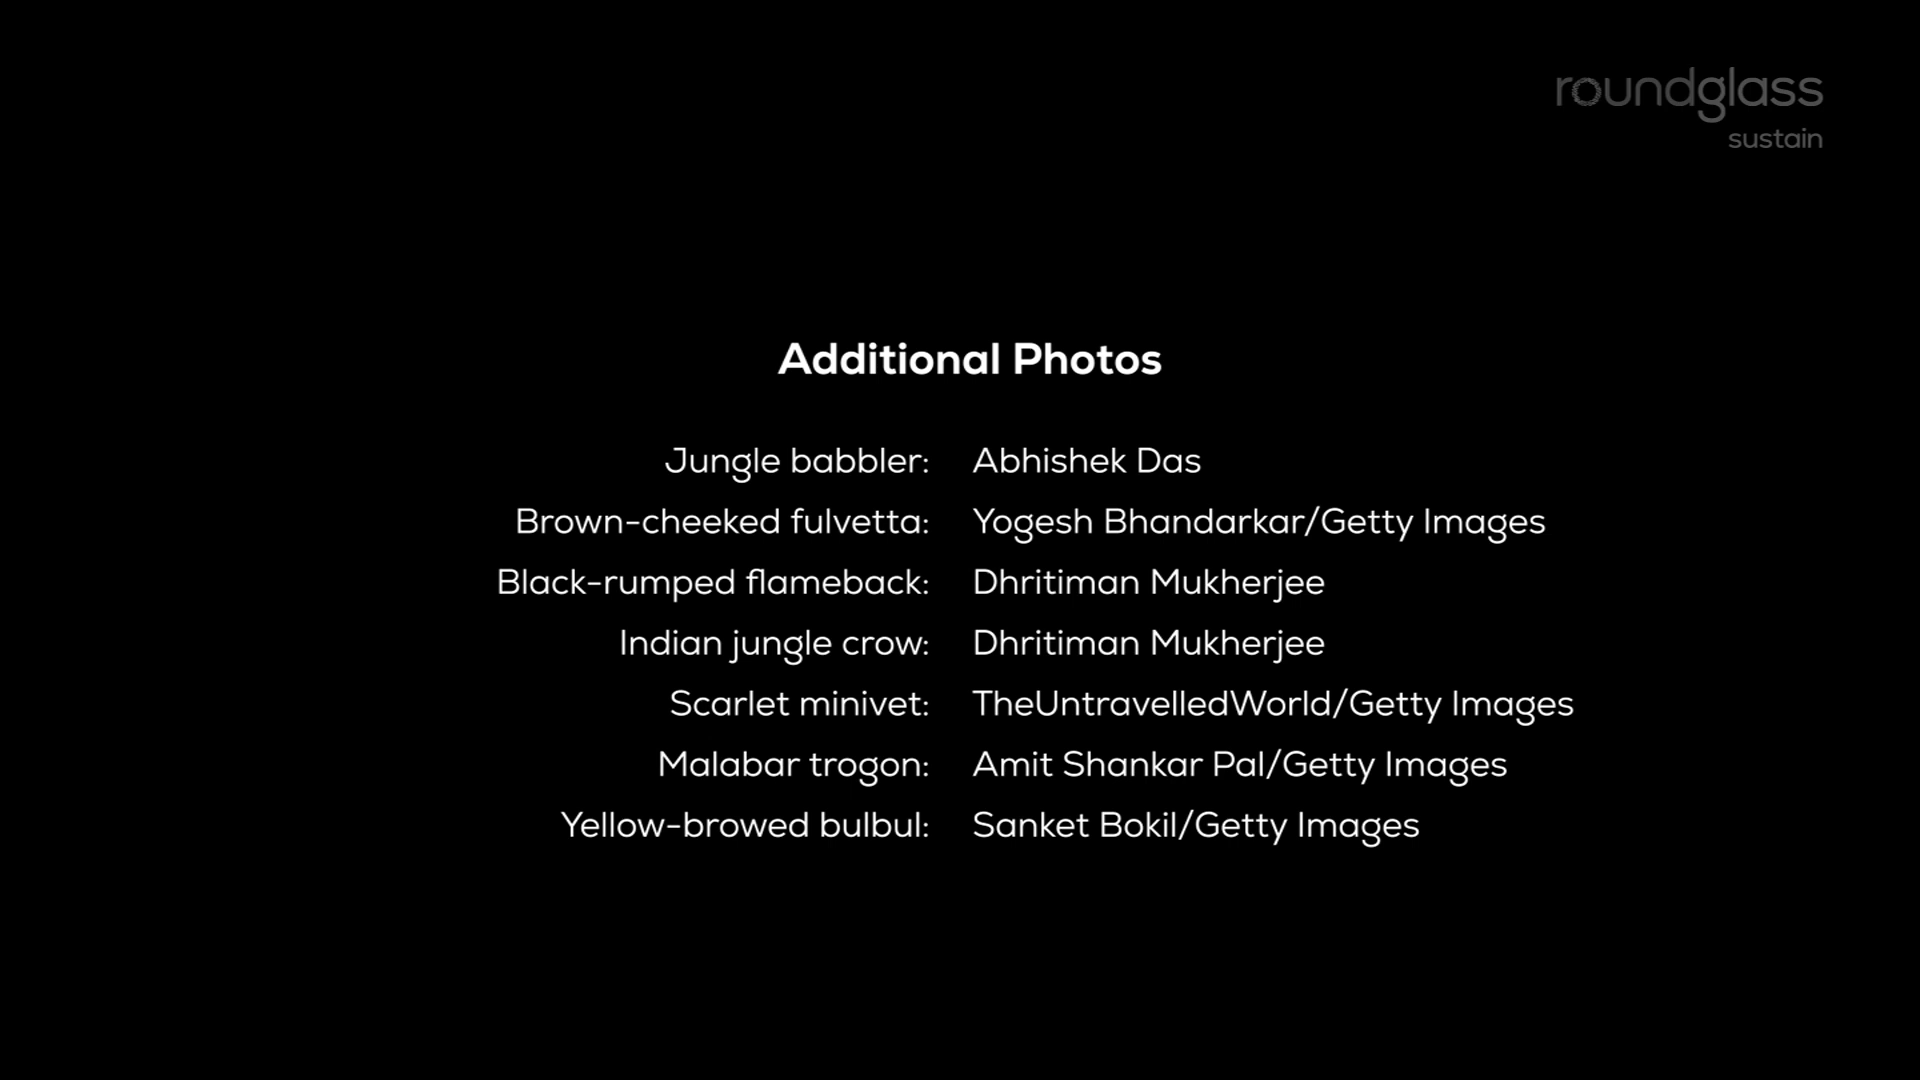 roundglass
sustain
Additional Photos
Jungle babbler: Abhishek Das
Brown-cheeked fulvetta: Yogesh Bhandarkar/Getty Images
Black-rumped flameback: Dhritiman Mukherjee
Indian jungle crow: Dhritiman Mukherjee
Scarlet minivet: TheUntravelledWorld/Getty Images
Malabar trogon: Amit Shankar Pal/Getty Images
Yellow-browed bulbul: Sanket Bokil/Getty Images